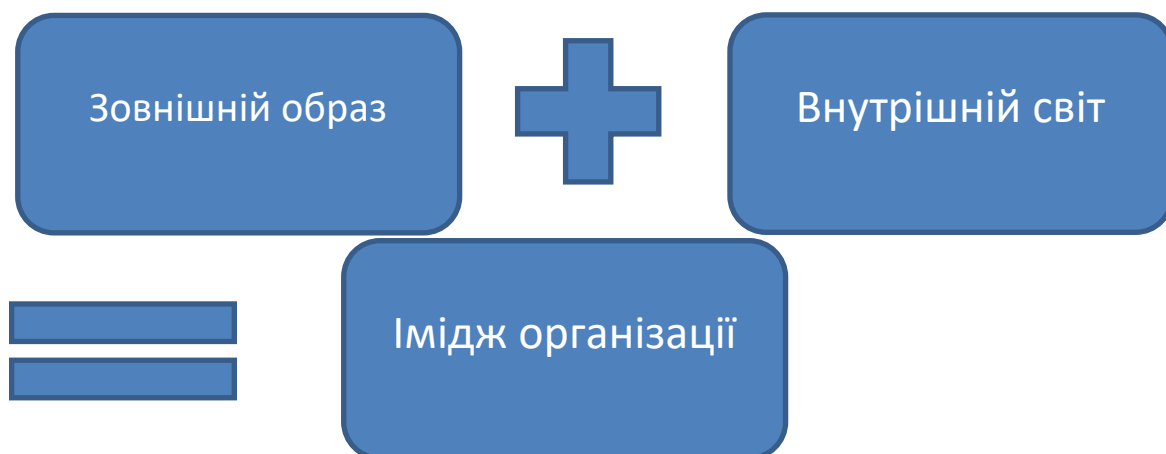 Зовнішній образ
Внутрішній світ
Імідж організації